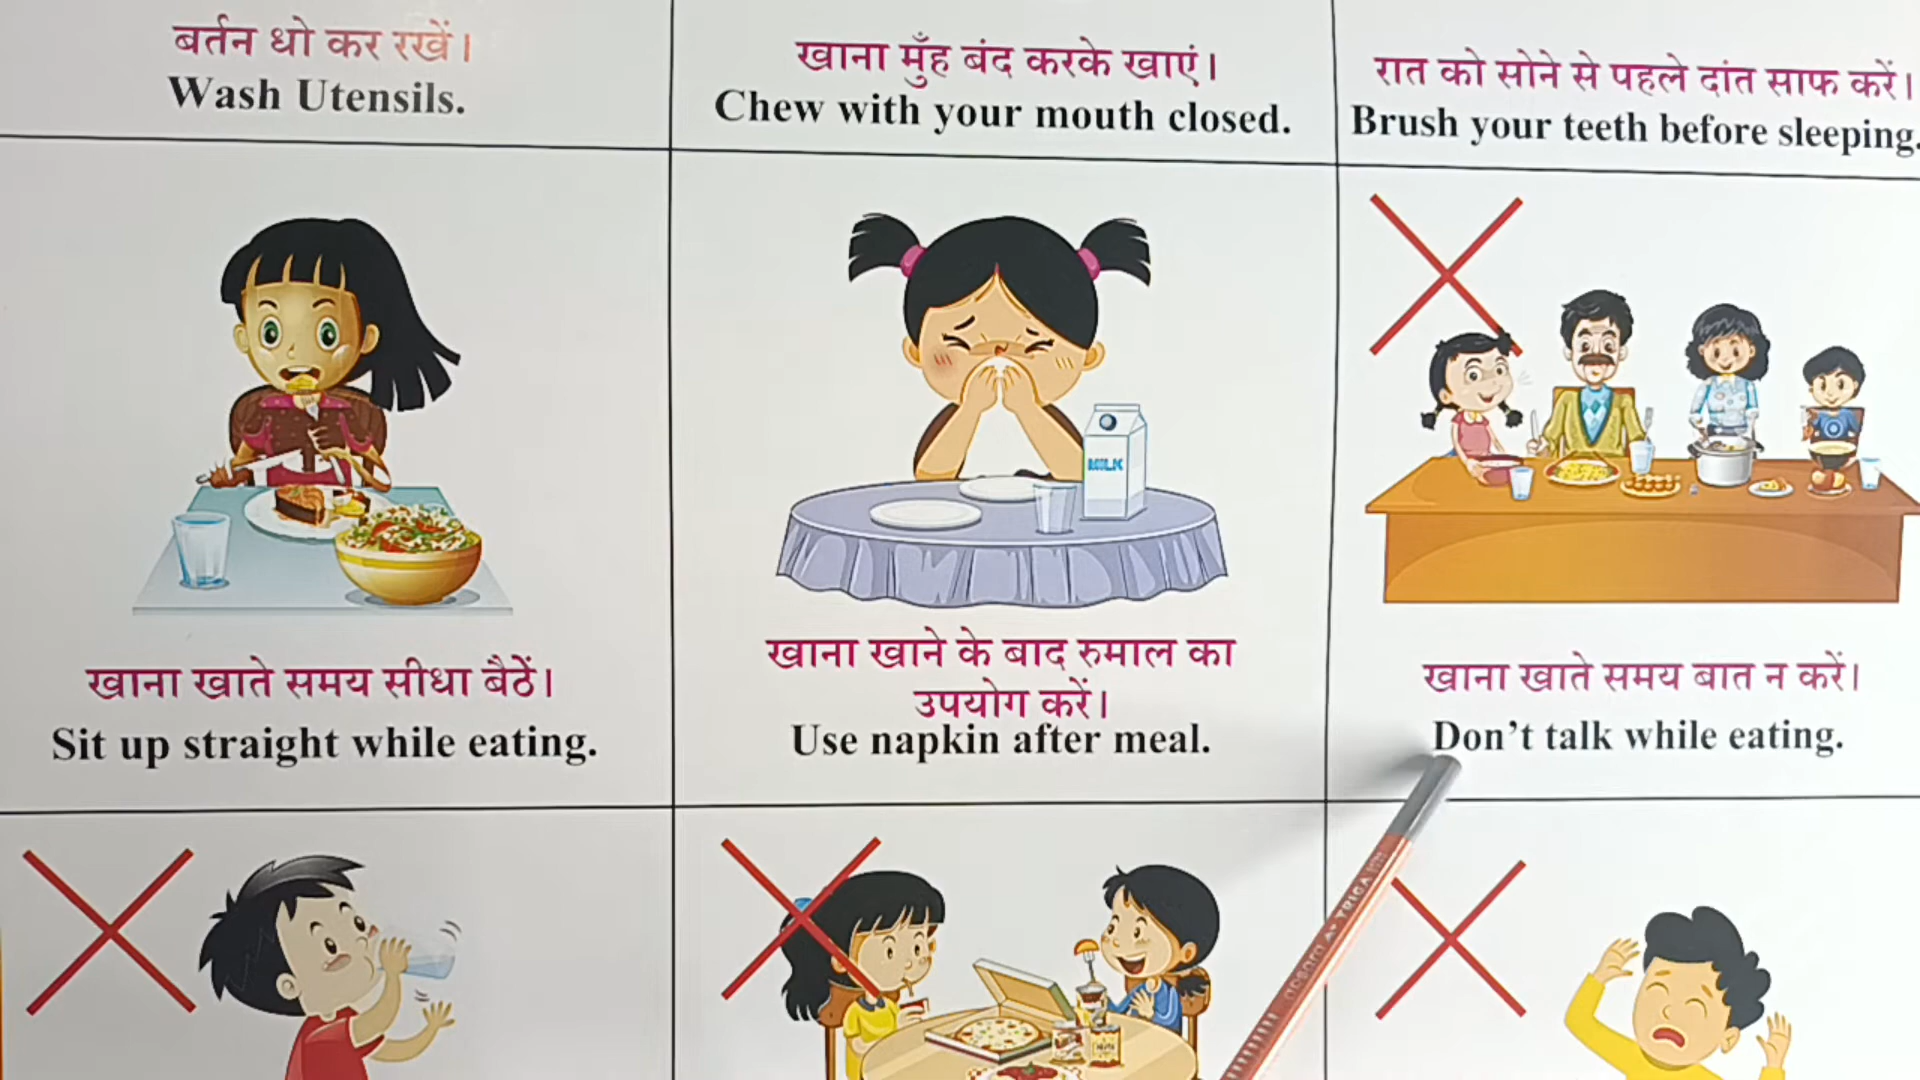 बर्तन धो कर रखें।
Wash Utensils.
खाना मुँह बंद करके खाएं।
Chew with your mouth closed.
रात को सोने से पहले दांत साफ करें।
Brush your teeth before sleeping.
MILK
खाना खाते समय सीधा बैठें।
Sit up straight while eating.
खाना खाने के बाद रुमाल का
उपयोग करें।
Use napkin after meal.
खाना खाते समय बात न करें।
Don't talk while eating.